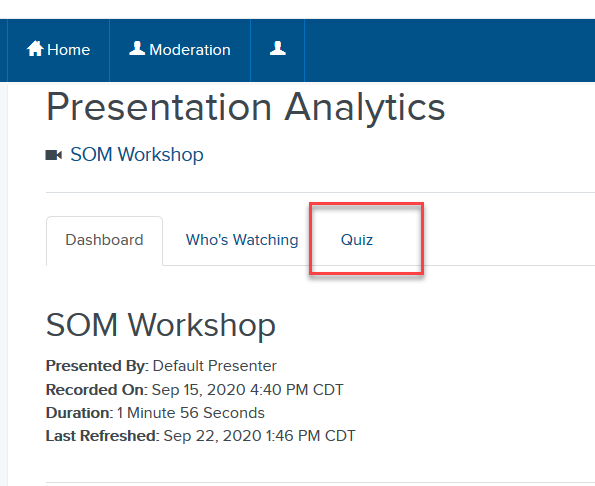 Home Moderation
Presentation Analytics
SOM Workshop
Dashboard Who's Watching Quiz
SOM Workshop
Presented By: Default Presenter
Recorded On: Sep 15, 2020 4:40 PM CDT
Duration: 1 Minute 56 Seconds
Last Refreshed: Sep 22, 2020 1:46 PM CDT